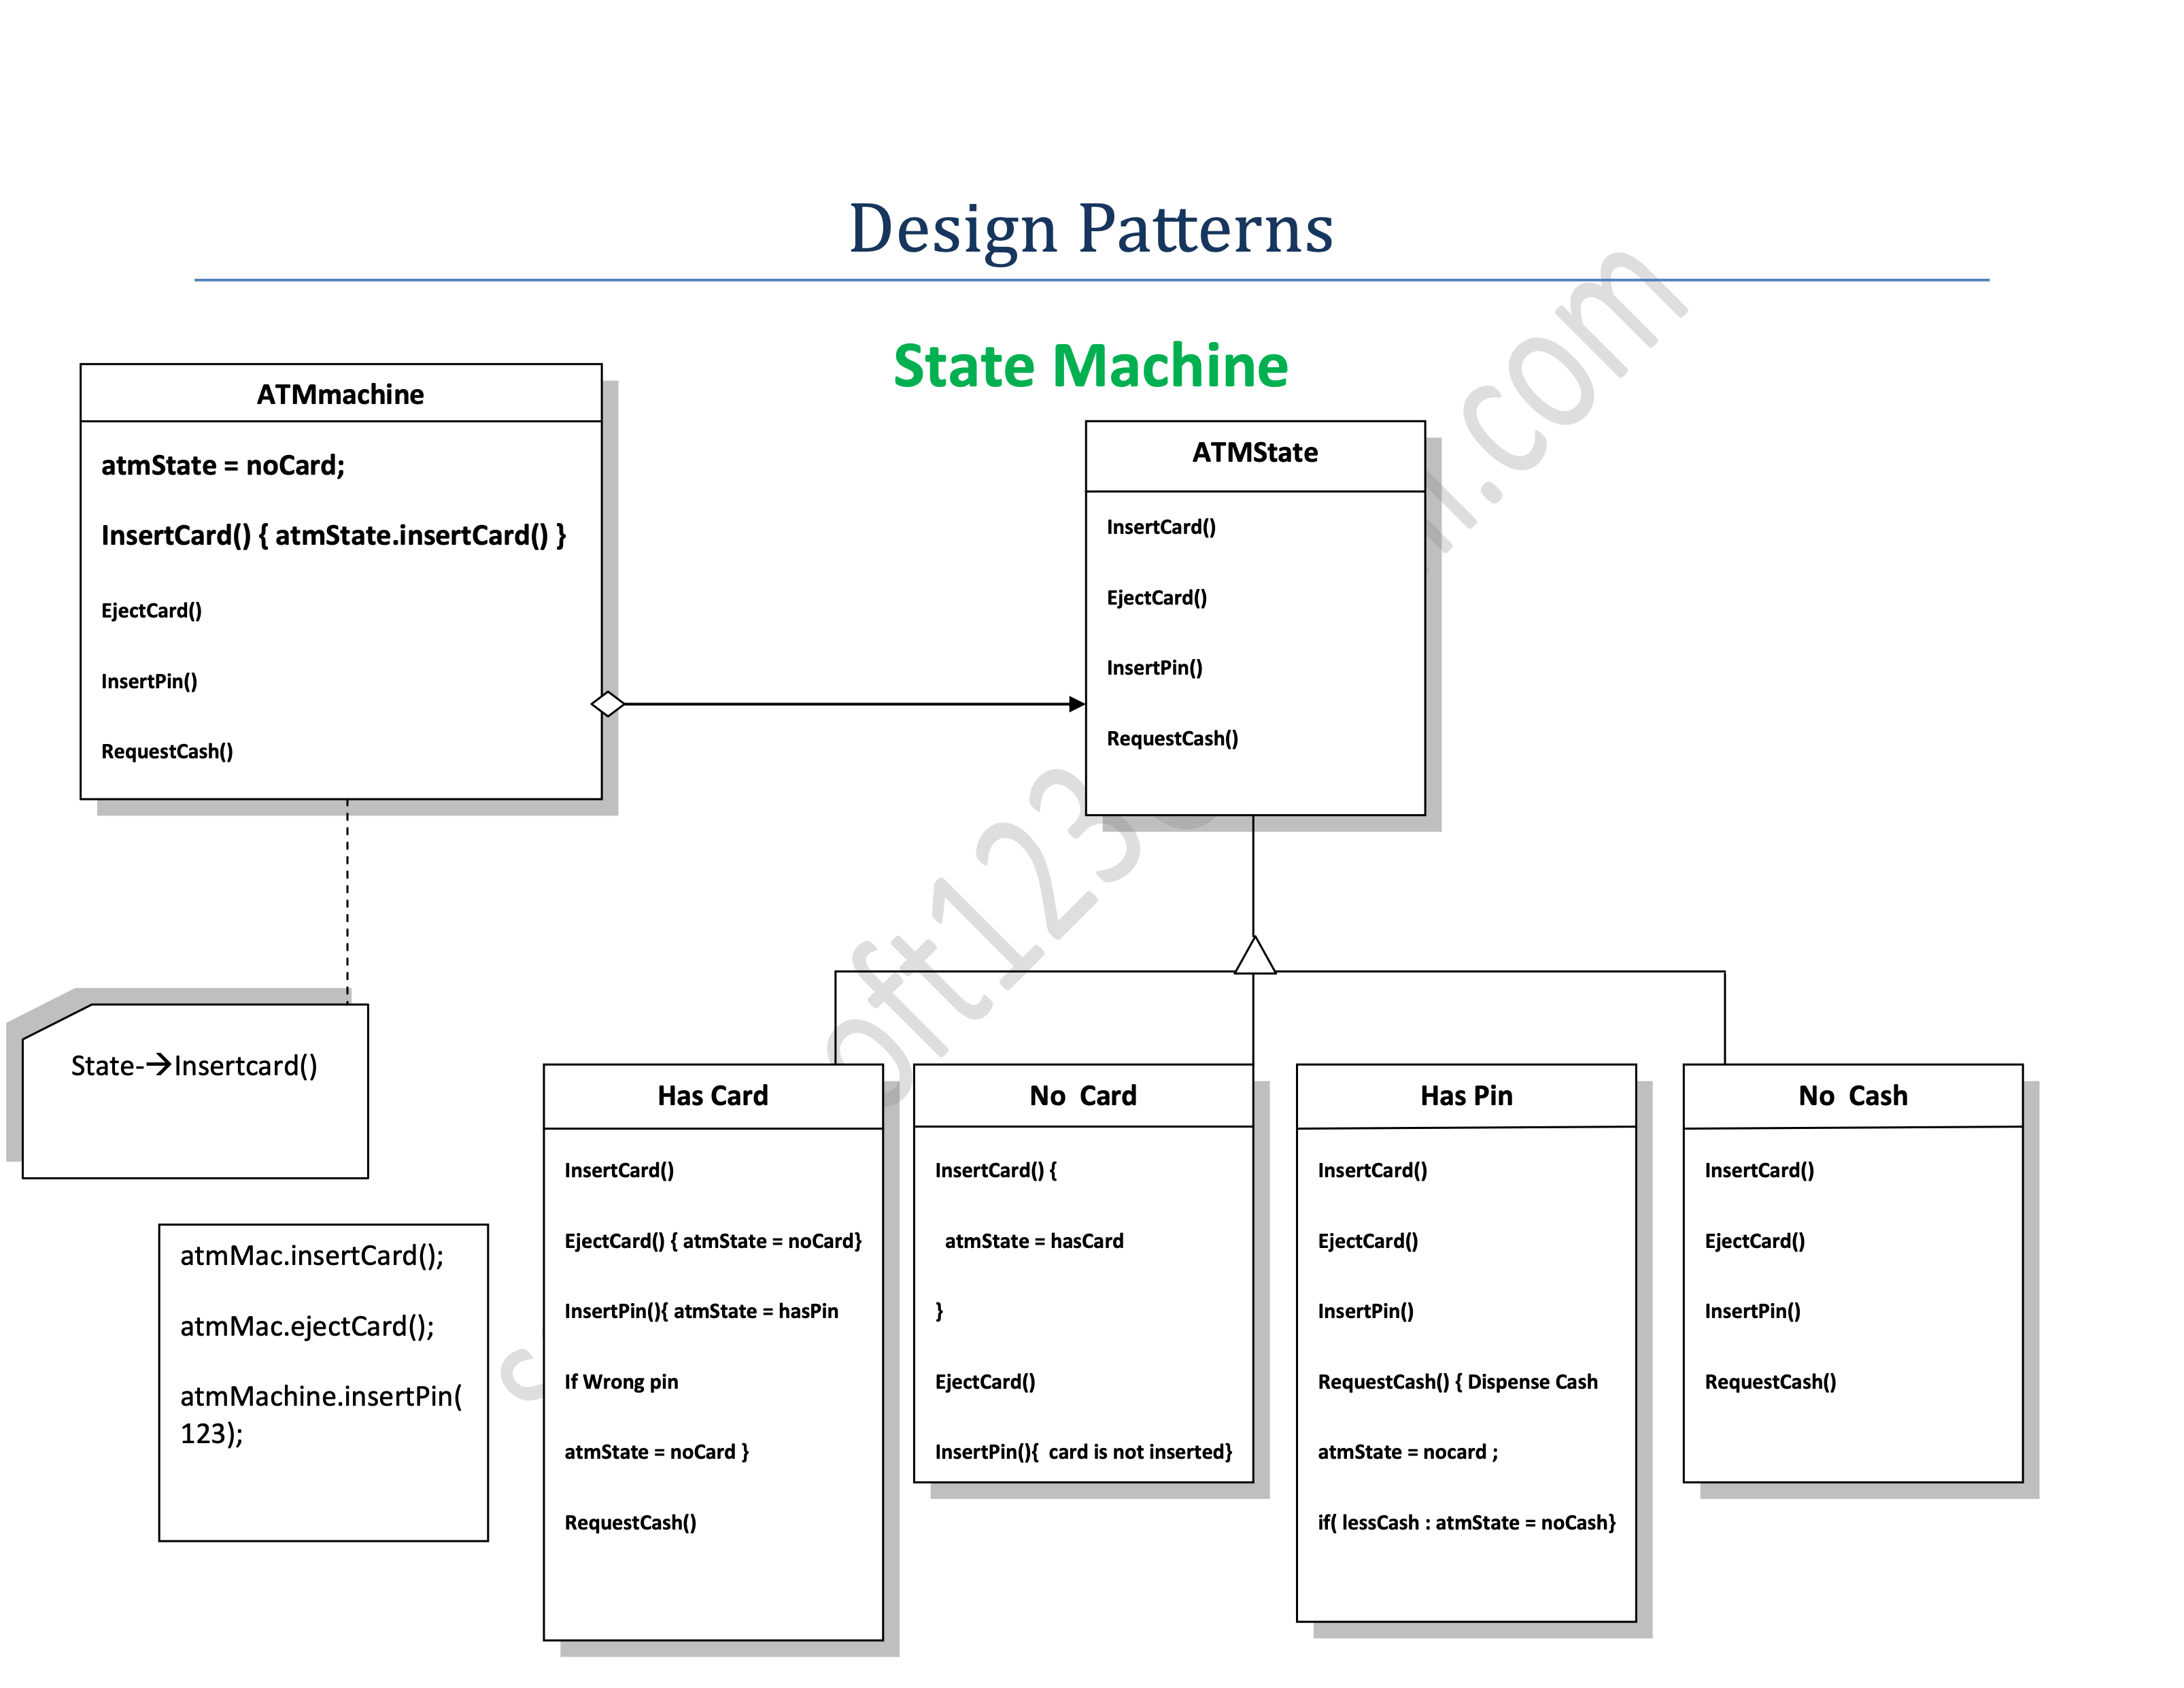 Design Patterns
State Machine
ATMmachine
atmState = noCard;
InsertCard() { atmState.insertCard() }
EjectCard()
InsertPin()
RequestCash()
ATMState
InsertCard()
EjectCard()
InsertPin()
RequestCash()
State-→Insertcard()
atmMac.insertCard();
atmMac.ejectCard();
atmMachine.insertPin(
123);
Has Card
InsertCard()
EjectCard() { atmState = noCard}
InsertPin(){ atmState = hasPin
If Wrong pin
atmState = noCard }
RequestCash()
No Card
InsertCard() {
atmState = hasCard
}
EjectCard()
InsertPin(){ card is not inserted}
Has Pin
InsertCard()
EjectCard()
InsertPin()
RequestCash() { Dispense Cash
atmState = nocard ;
if( lessCash : atmState = noCash}
No Cash
InsertCard()
EjectCard()
InsertPin()
RequestCash()